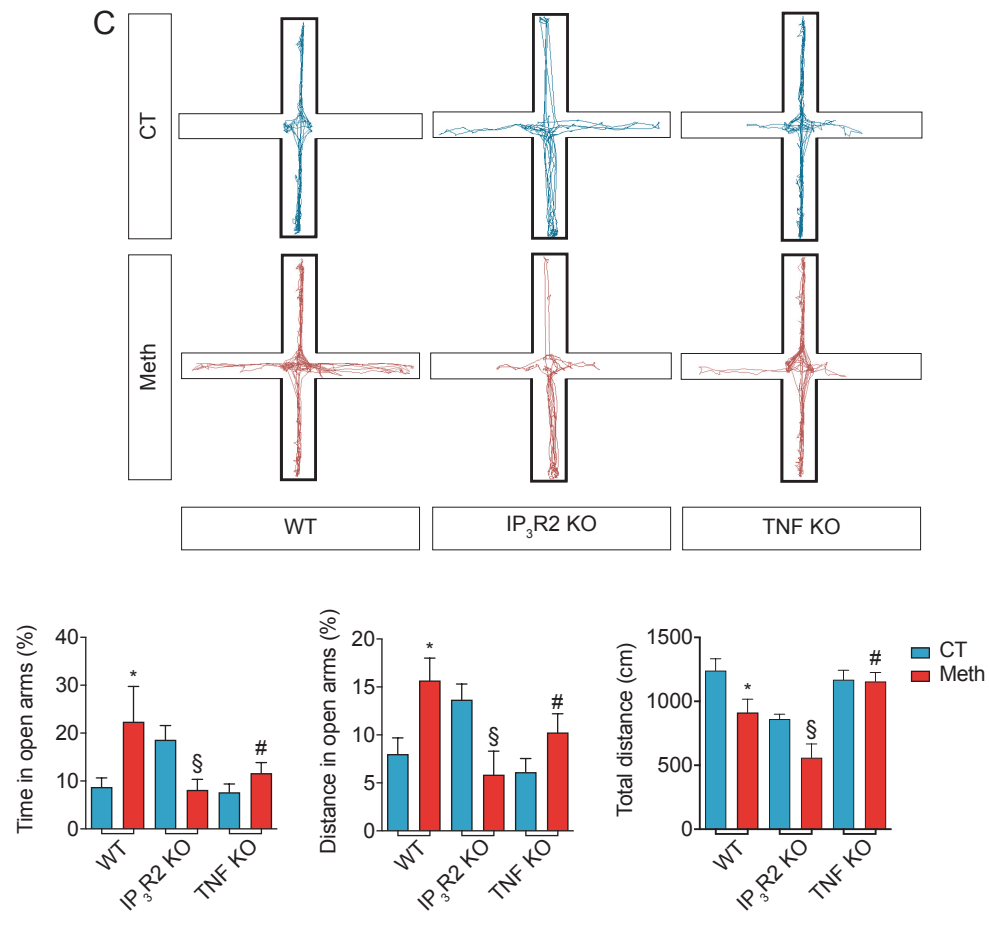 C
CT
Meth
WT
IP3R2 KO
TNF KO
Time in open arms (%)
40
30
20
10
0
*
§
#
WT
IP3R2 KO
TNF KO
Distance in open arms (%)
20
15
10
5
0
*
§
#
WT
IP3R2 KO
TNF KO
Total distance (cm)
1500
1000
500
0
*
§
#
WT
IP3R2 KO
TNF KO
CT
Meth